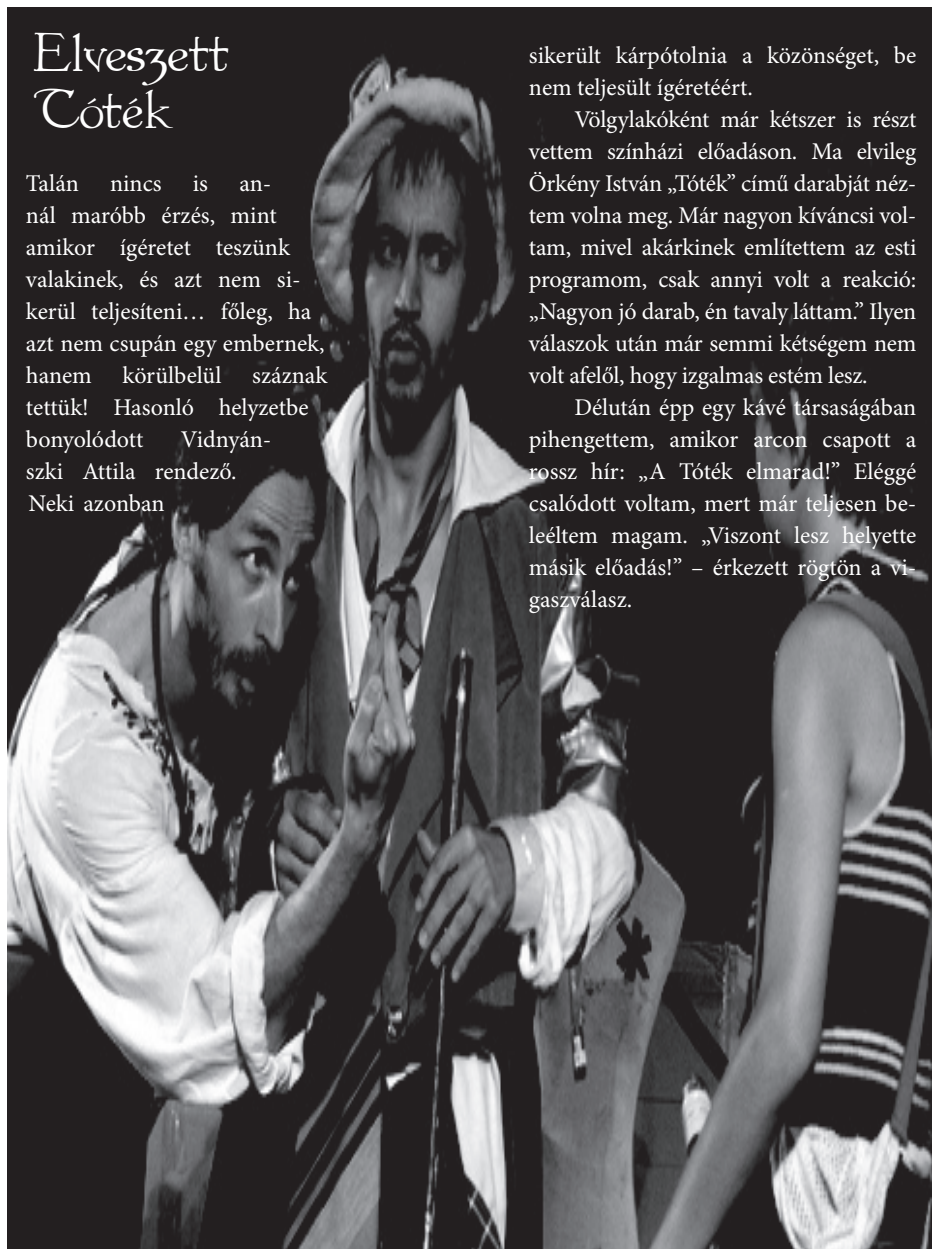 Elveszett
Tóték
Talán nincs is an-
nál maróbb érzés, mint
amikor ígéretet teszünk
valakinek, és azt nem si-
kerül teljesíteni… főleg, ha
azt nem csupán egy embernek,
hanem körülbelül száznak
tettük! Hasonló helyzetbe
bonyolódott Vidnyán-
szki Attila rendező.
Neki azonban
sikerült kárpótolnia a közönséget, be
nem teljesült ígéretéért.
Völgylakóként már kétszer is részt
vettem színházi előadáson. Ma elvileg
Örkény István „Tóték” című darabját néz-
tem volna meg. Már nagyon kíváncsi vol-
tam, mivel akárkinek említettem az esti
programom, csak annyi volt a reakció:
„Nagyon jó darab, én tavaly láttam.” Ilyen
válaszok után már semmi kétségem nem
volt afelől, hogy izgalmas estém lesz.
Délután épp egy kávé társaságában
pihengettem, amikor arcon csapott a
rossz hír: „A Tóték elmarad!” Eléggé
csalódott voltam, mert már teljesen be-
leéltem magam. „Viszont lesz helyette
másik előadás!” – érkezett rögtön a vi-
gaszválasz.